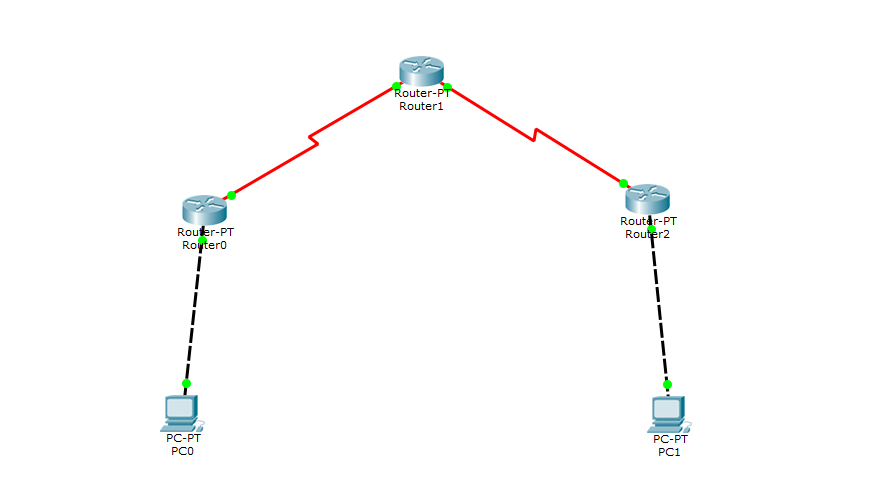 Router-PT
Router1
Router-PT
Router0
Router-PT
Router2
PC-PT
PC0
PC-PT
PC1